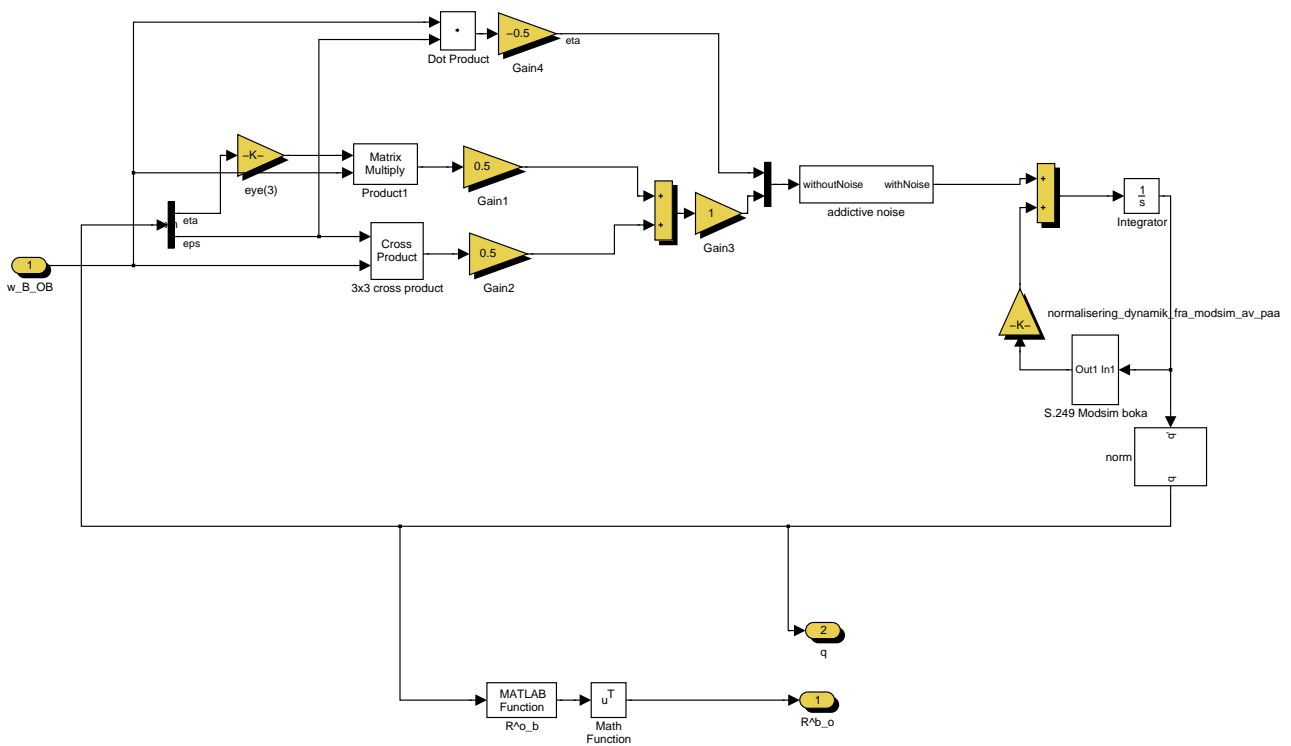 Dot Product
−0.5
Gain4
eta
−K−
eye(3)
Matrix
Multiply
Product1
0.5
Gain1
+
+
1
Gain3
withoutNoise
withNoise
addictive noise
+
+
1
s
Integrator
eta
eps
Cross
Product
3x3 cross product
0.5
Gain2
1
w_B_OB
−K−
normalisering_dynamik_fra_modsim_av_paa
Out1 In1
S.249 Modsim boka
norm
q
2
q
MATLAB
Function
R^o_b
u^T
Math
Function
1
R^b_o